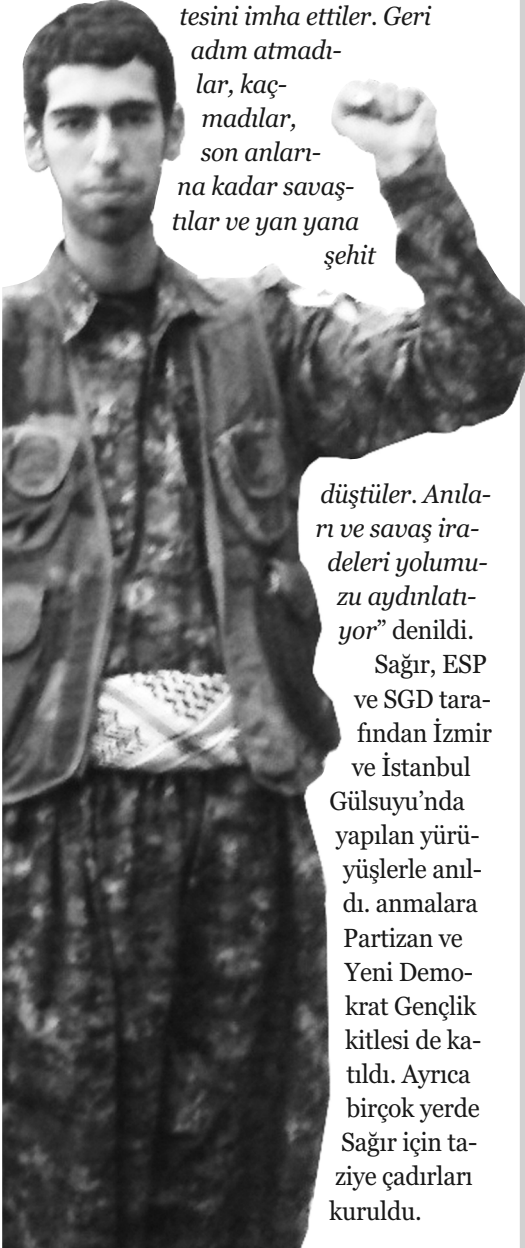 tesini imha ettiler. Geri
adım atmadı-
lar, kaç-
madılar,
son anları-
na kadar savaş-
tılar ve yan yana
şehit
düştüler. Anıla-
rı ve savaş ira-
deleri yolumu-
zu aydınlatı-
yor” denildi.
Sağır, ESP
ve SGD tara-
fından İzmir
ve İstanbul
Gülsuyu’nda
yapılan yürü-
yüşlerle anıl-
dı. anmalara
Partizan ve
Yeni Demo-
krat Gençlik
kitlesi de ka-
tıldı. Ayrıca
birçok yerde
Sağır için ta-
ziye çadırları
kuruldu.